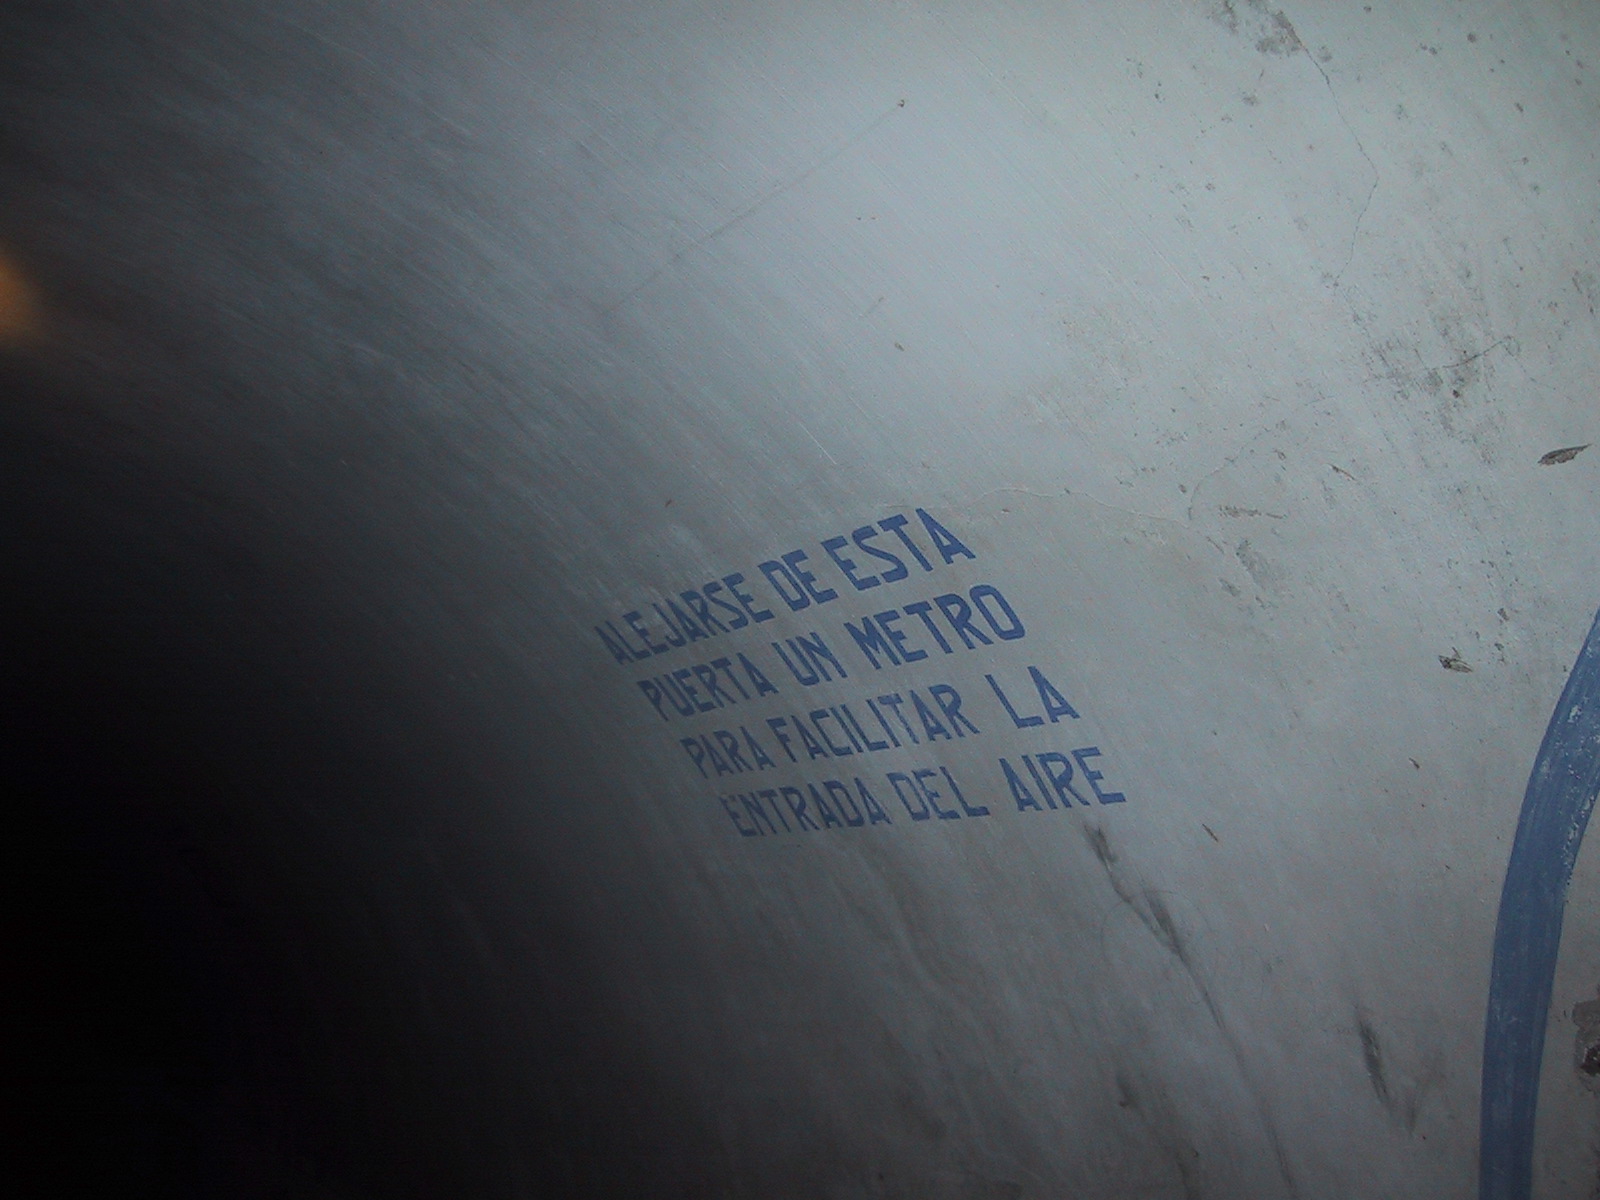 ALEJARSE DE ESTA
PUERTA UN METRO
PARA FACILITAR LA
ENTRADA DEL AIRE